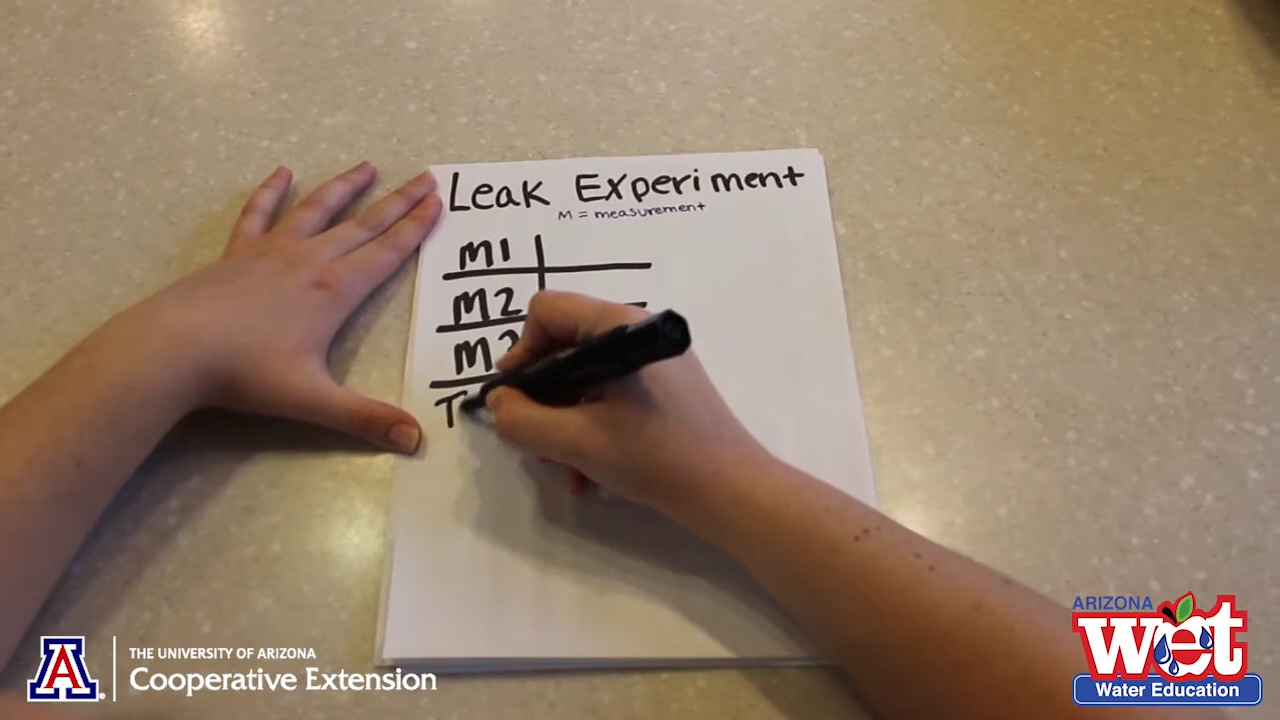 Leak Experiment
M = measurement
M1
M2
ARIZONA
wet
Water Education
THE UNIVERSITY OF ARIZONA
Cooperative Extension